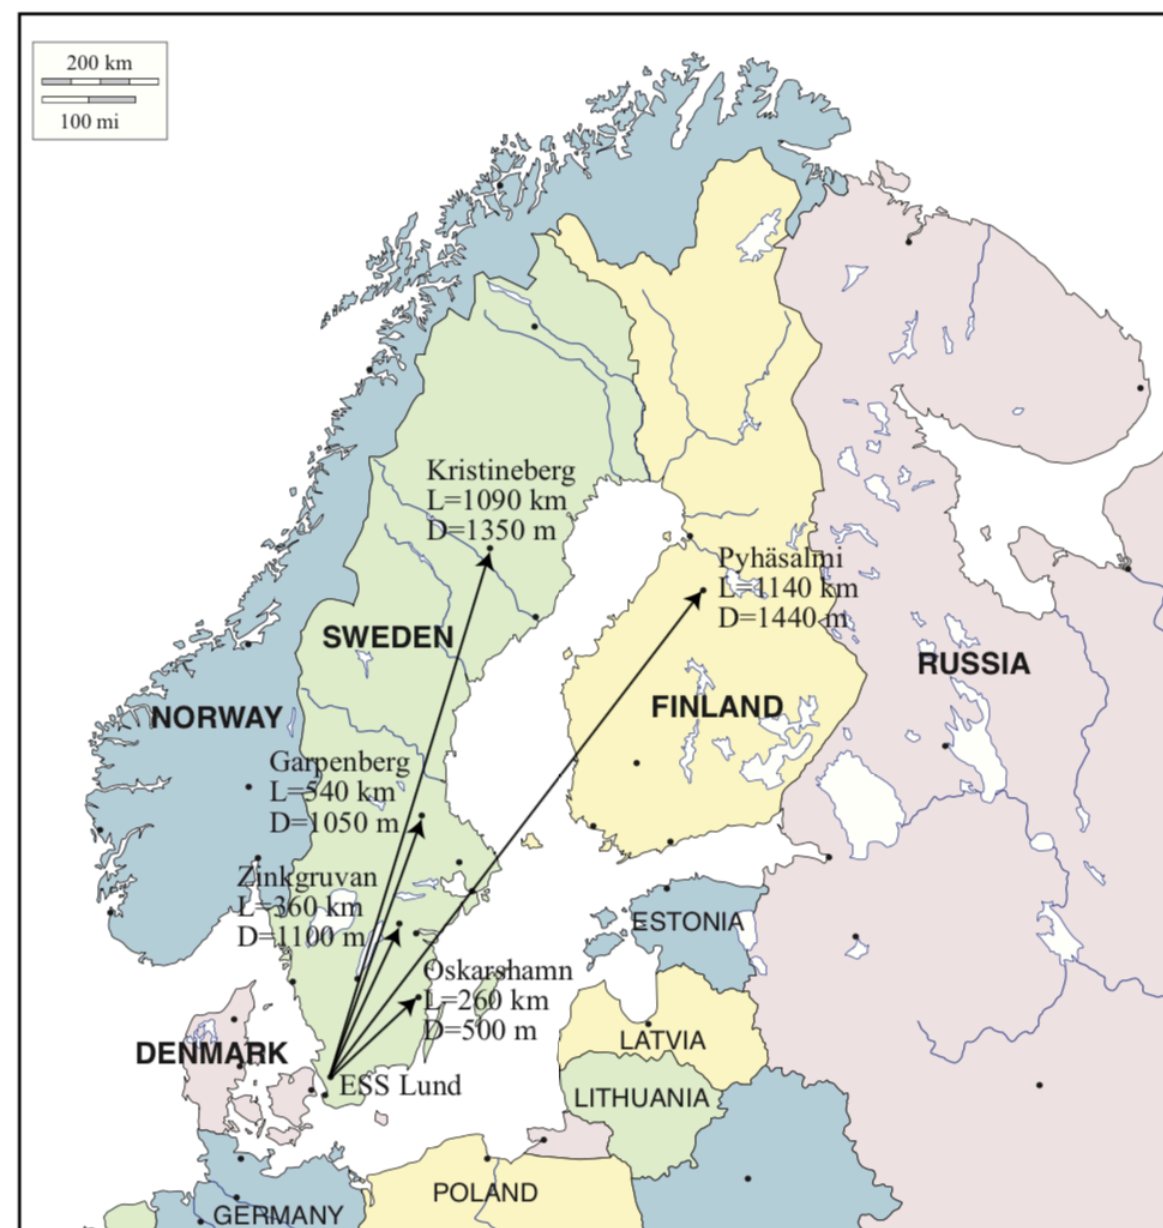 200 km
100 mi
Kristineberg
L=1090 km
D=1350 m
Pyhäsalmi
L=1140 km
D=1440 m
SWEDEN
RUSSIA
NORWAY
FINLAND
Garpenberg
L=540 km
D=1050 m
Zinkgruvan
L=360 km
D=1100 m
ESTONIA
Oskarshamn
L=260 km
D=500 m
LATVIA
DENMARK
ESS Lund
LITHUANIA
POLAND
GERMANY